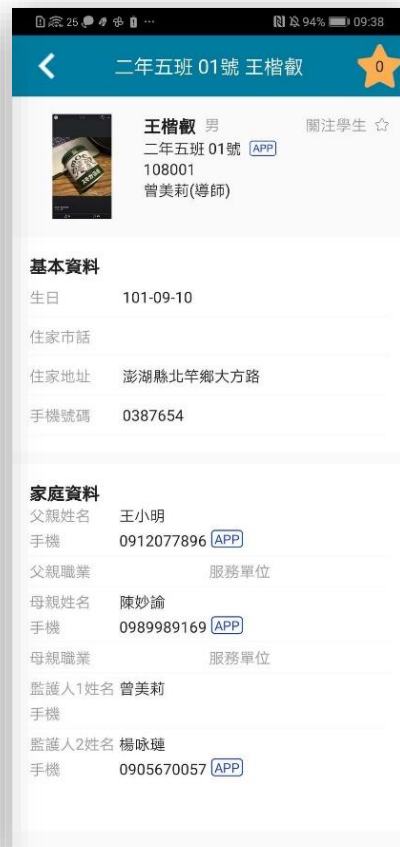 25 ... 94% 09:38
二年五班 01號 王楷叡
0
王楷叡 男 關注學生 ☆
二年五班 01號 APP
108001
曾美莉(導師)
基本資料
生日 101-09-10
住家市話
住家地址 澎湖縣北竿鄉大方路
手機號碼 0387654
家庭資料
父親姓名 王小明
手機 0912077896 APP
父親職業 服務單位
母親姓名 陳妙諭
手機 0989989169 APP
母親職業 服務單位
監護人1姓名 曾美莉
手機
監護人2姓名 楊咏璉
手機 0905670057 APP